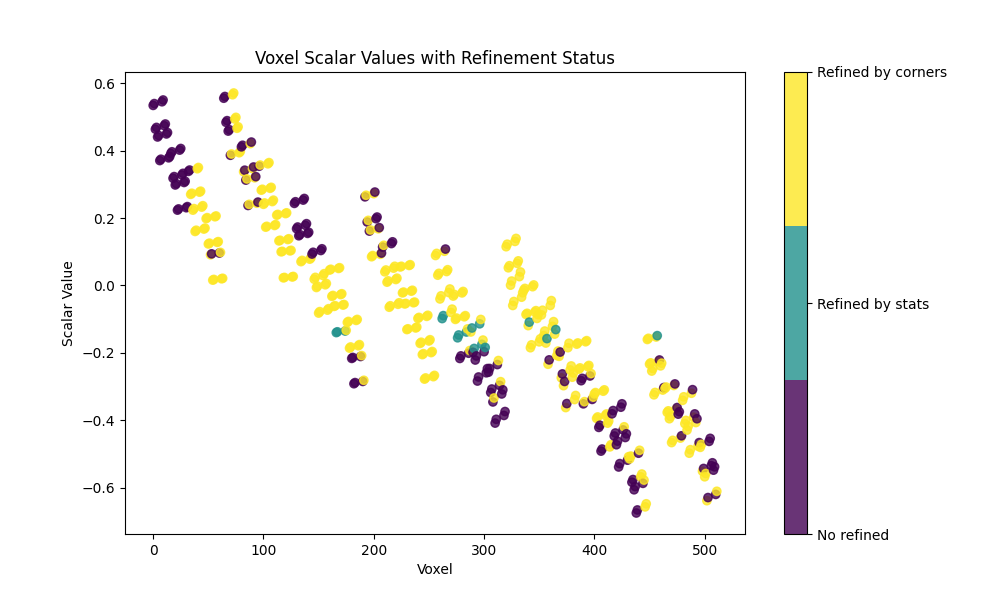 Voxel Scalar Values with Refinement Status
Refined by corners
Refined by stats
No refined
Scalar Value
0.6
0.4
0.2
0.0
−0.2
−0.4
−0.6
0 100 200 300 400 500
Voxel